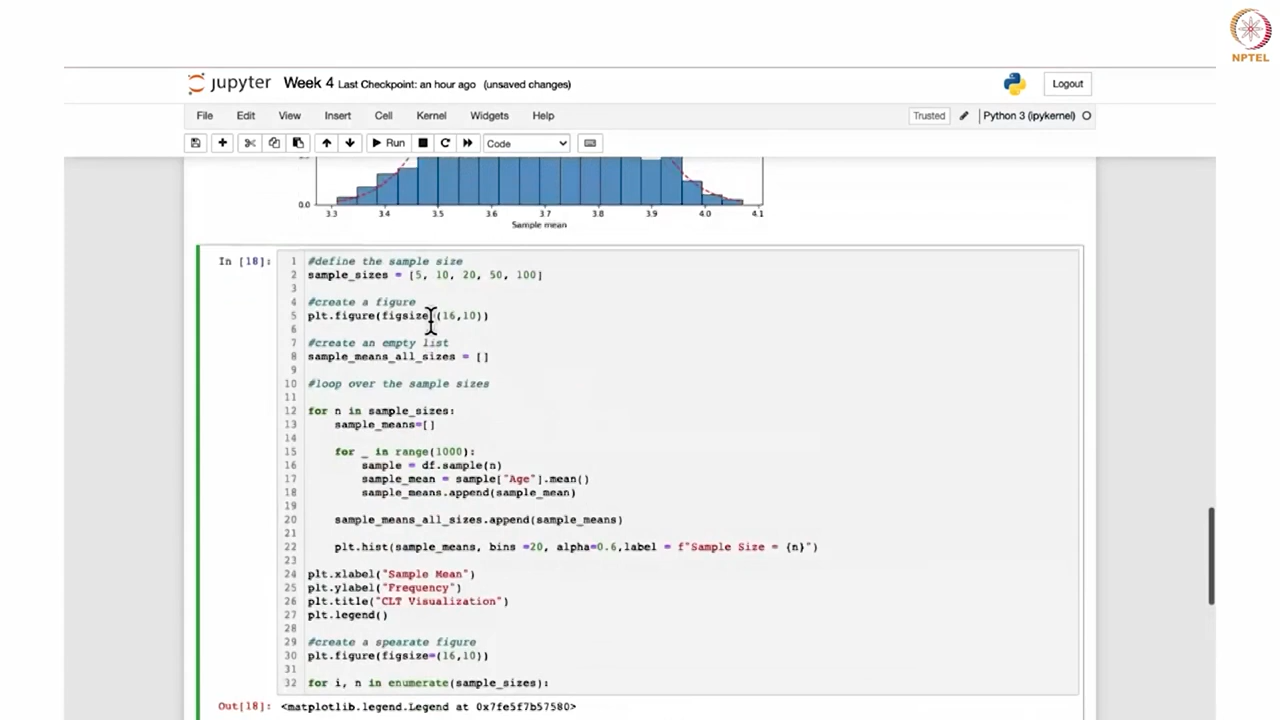 NPTEL
jupyter Week 4 Last Checkpoint: an hour ago (unsaved changes)
Logout
File Edit View Insert Cell Kernel Widgets Help
Trusted Python 3 (ipykernel)
Run Code
0.0
3.3 3.4 3.5 3.6 3.7 3.8 3.9 4.0 4.1
Sample mean
In [18]:
1 #define the sample size
2 sample_sizes = [5, 10, 20, 50, 100]
3
4 #create a figure
5 plt.figure(figsize=(16,10))
6
7 #create an empty list
8 sample_means_all_sizes = []
9
10 #loop over the sample sizes
11
12 for n in sample_sizes:
13 sample_means=[]
14
15 for _ in range(1000):
16 sample = df.sample(n)
17 sample_mean = sample["Age"].mean()
18 sample_means.append(sample_mean)
19
20 sample_means_all_sizes.append(sample_means)
21
22 plt.hist(sample_means, bins =20, alpha=0.6,label = f"Sample Size = {n}")
23
24 plt.xlabel("Sample Mean")
25 plt.ylabel("Frequency")
26 plt.title("CLT Visualization")
27 plt.legend()
28
29 #create a spearate figure
30 plt.figure(figsize=(16,10))
31
32 for i, n in enumerate(sample_sizes):
Out[18]: <matplotlib.legend.Legend at 0x7fe5f7b57580>